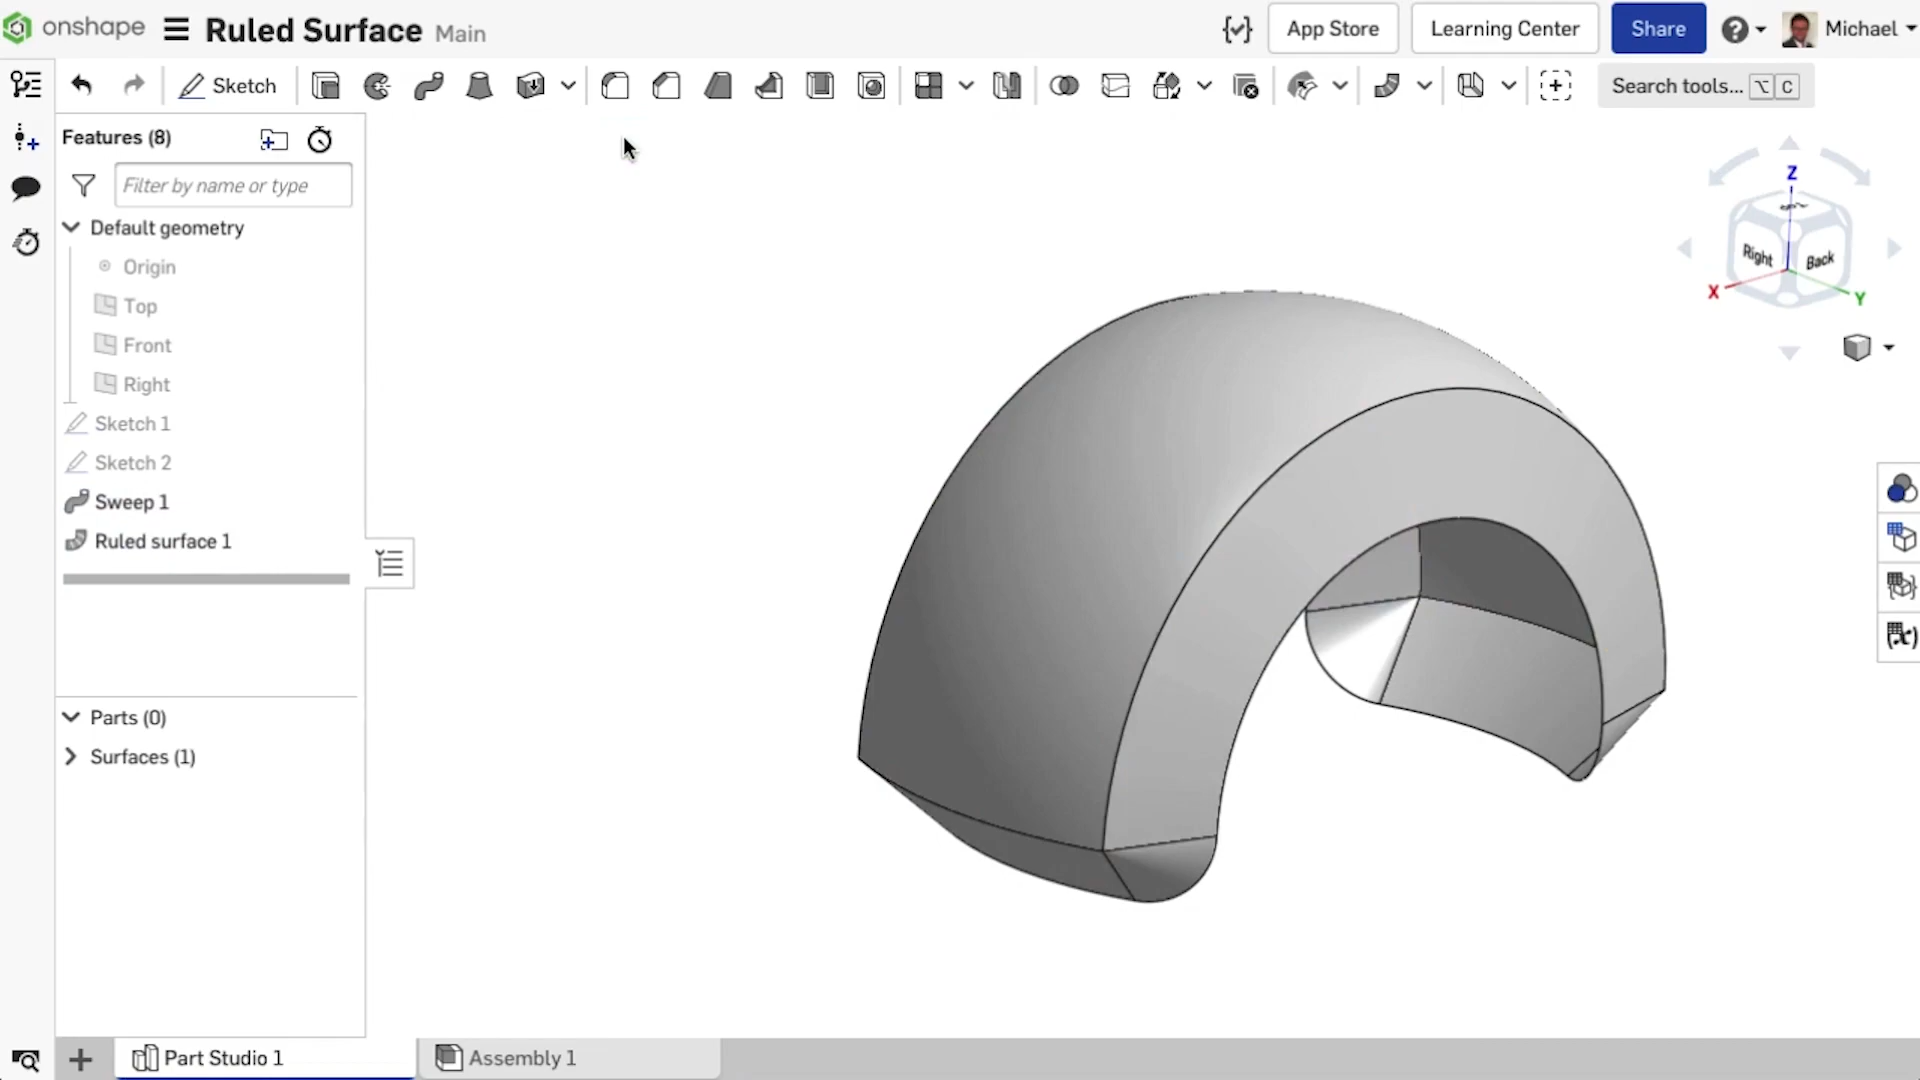 onshape Ruled Surface Main App Store Learning Center Share Michael
Sketch Search tools... ⌥ C
Features (8)
Filter by name or type
Default geometry
Origin
Top
Front
Right
Sketch 1
Sketch 2
Sweep 1
Ruled surface 1
Parts (0)
Surfaces (1)
Z
Top
Right Back
X Y
Part Studio 1 Assembly 1